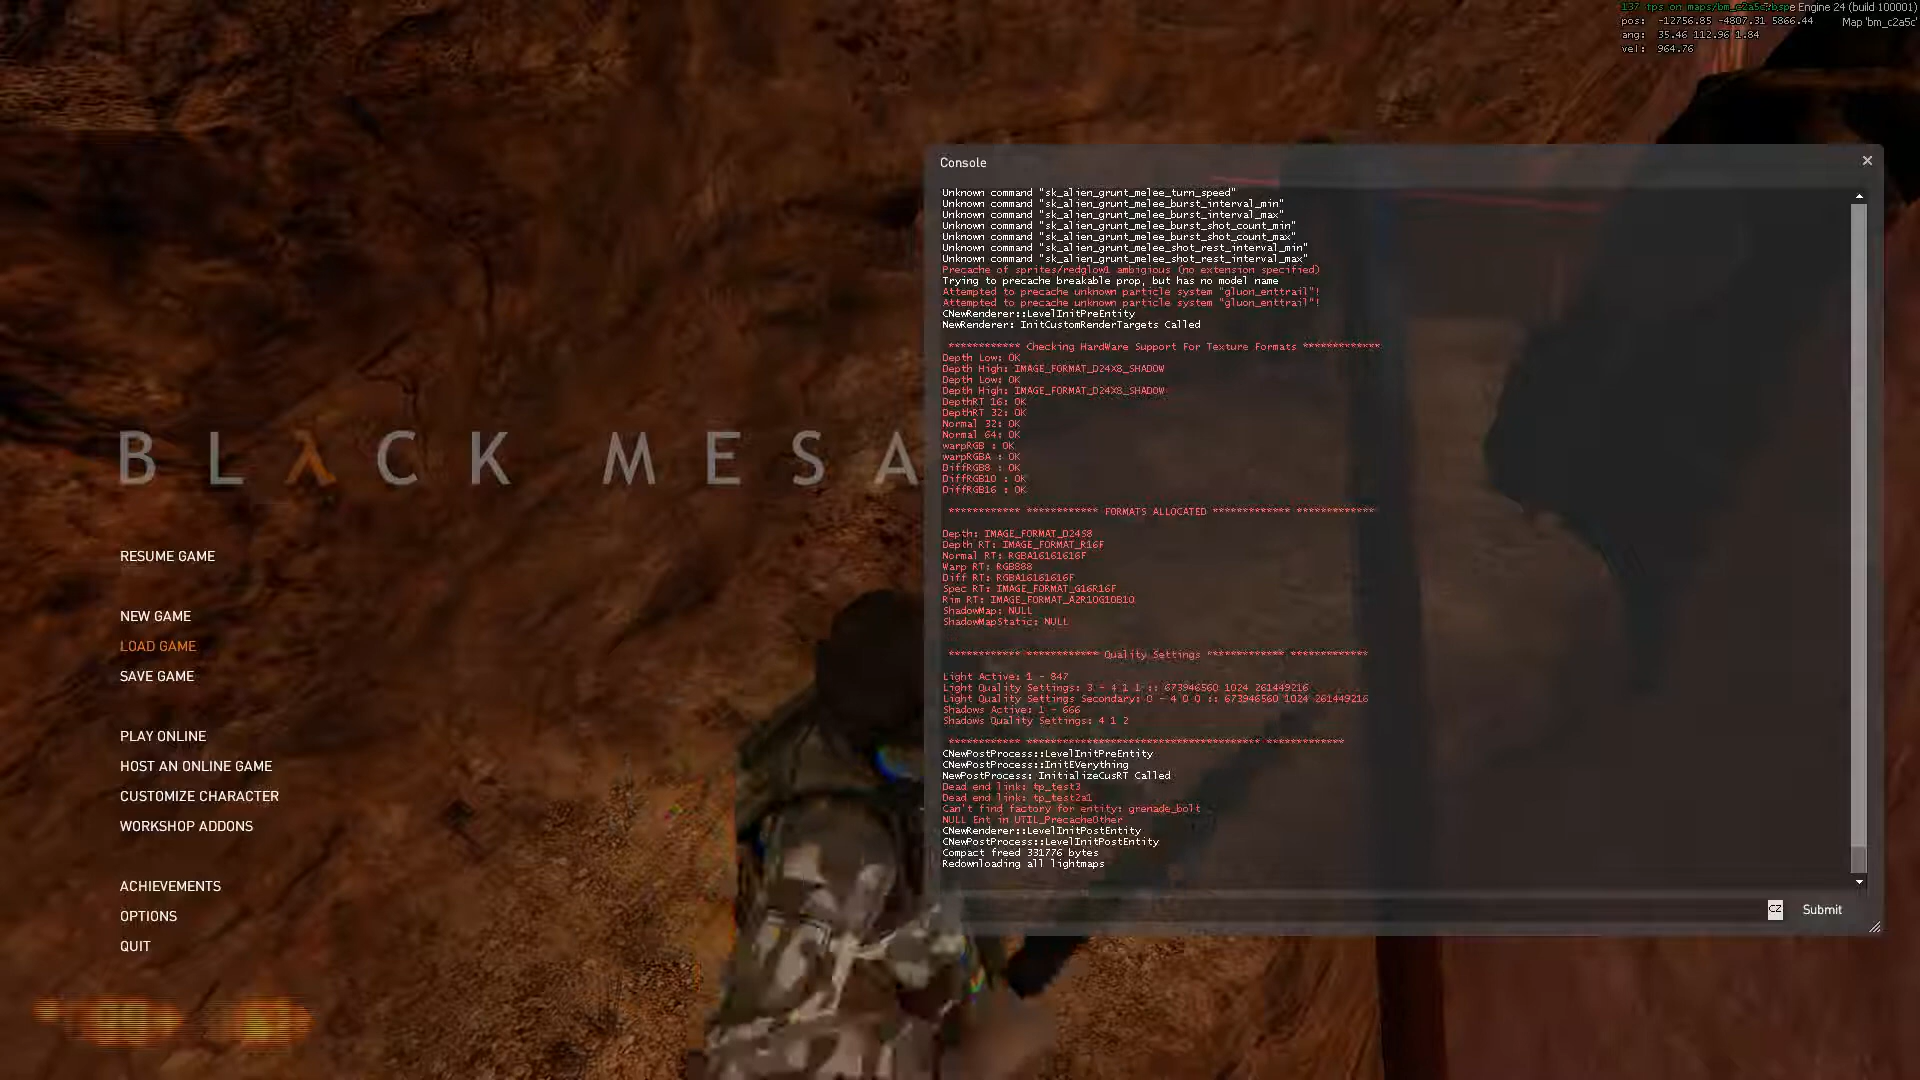 137 fps on maps/bm_c2a5c.bsp
e Engine 24 (build 100001)
pos: -12756.85 -4807.31 5866.44
Map 'bm_c2a5c'
ang: 35.46 112.96 1.84
vel: 964.76
BLACK MESA
RESUME GAME
NEW GAME
LOAD GAME
SAVE GAME
PLAY ONLINE
HOST AN ONLINE GAME
CUSTOMIZE CHARACTER
WORKSHOP ADDONS
ACHIEVEMENTS
OPTIONS
QUIT
Console
Unknown command "sk_alien_grunt_melee_turn_speed"
Unknown command "sk_alien_grunt_melee_burst_interval_min"
Unknown command "sk_alien_grunt_melee_burst_interval_max"
Unknown command "sk_alien_grunt_melee_burst_shot_count_min"
Unknown command "sk_alien_grunt_melee_burst_shot_count_max"
Unknown command "sk_alien_grunt_melee_shot_rest_interval_min"
Unknown command "sk_alien_grunt_melee_shot_rest_interval_max"
Precache of sprites/redglow1 ambigious (no extension specified)
Trying to precache breakable prop, but has no model name
Attempted to precache unknown particle system "gluon_enttrail"!
Attempted to precache unknown particle system "gluon_enttrail"!
CNewRenderer::LevelInitPreEntity
NewRenderer: InitCustomRenderTargets Called
************ Checking HardWare Support For Texture Formats *************
Depth Low: OK
Depth High: IMAGE_FORMAT_D24X8_SHADOW
Depth Low: OK
Depth High: IMAGE_FORMAT_D24X8_SHADOW
DepthRT 16: OK
DepthRT 32: OK
Normal 32: OK
Normal 64: OK
warpRGB : OK
warpRGBA : OK
DiffRGB8 : OK
DiffRGB10 : OK
DiffRGB16 : OK
************ ************ FORMATS ALLOCATED ************* *************
Depth: IMAGE_FORMAT_D24S8
Depth RT: IMAGE_FORMAT_R16F
Normal RT: RGBA16161616F
Warp RT: RGB888
Diff RT: RGBA16161616F
Spec RT: IMAGE_FORMAT_G16R16F
Rim RT: IMAGE_FORMAT_A2R10G10B10
ShadowMap: NULL
ShadowMapStatic: NULL
************ ************ Quality Settings ************* *************
Light Active: 1 - 847
Light Quality Settings: 3 - 4 1 1 :: 673946560 1024 261449216
Light Quality Settings Secondary: 0 - 4 0 0 :: 673946560 1024 261449216
Shadows Active: 1 - 666
Shadows Quality Settings: 4 1 2
************ *************************************** *************
CNewPostProcess::LevelInitPreEntity
CNewPostProcess::InitEVerything
NewPostProcess: InitializeCusRT Called
Dead end link: tp_test3
Dead end link: tp_test2a1
Can't find factory for entity: grenade_bolt
NULL Ent in UTIL_PrecacheOther
CNewRenderer::LevelInitPostEntity
CNewPostProcess::LevelInitPostEntity
Compact freed 331776 bytes
Redownloading all lightmaps
CZ
Submit